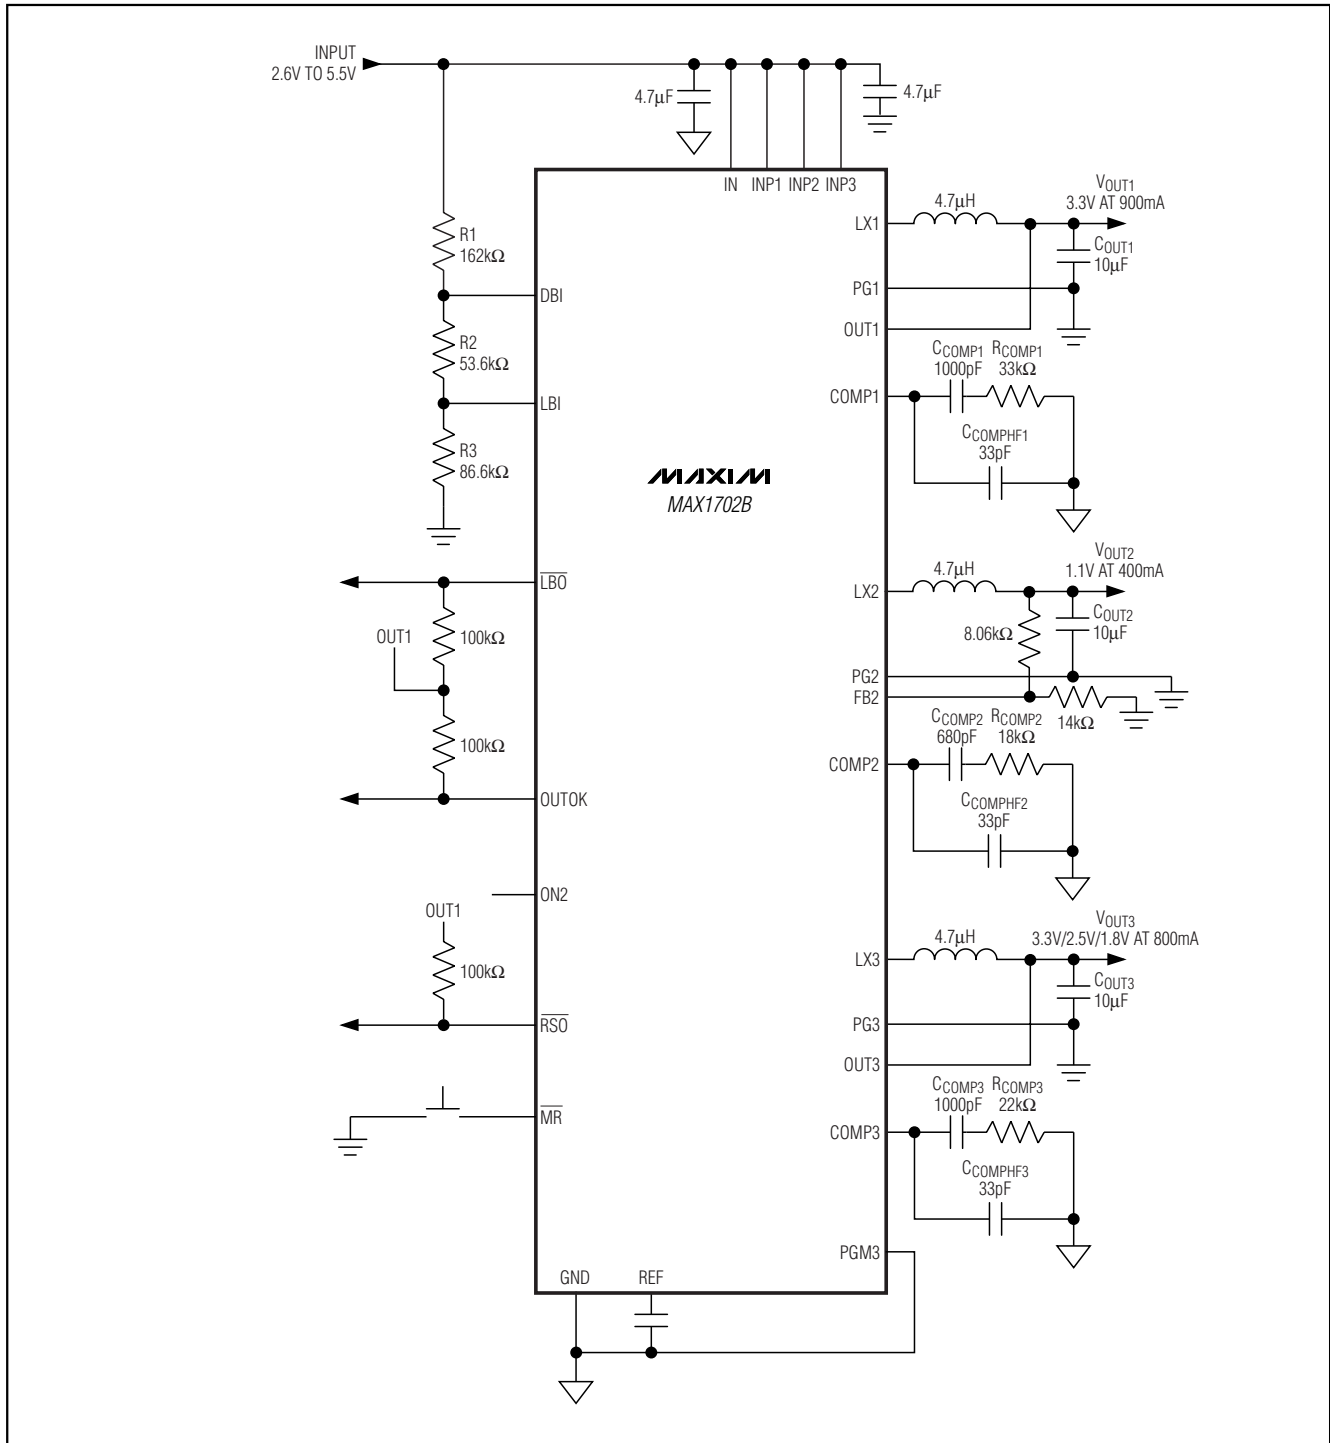 INPUT
2.6V TO 5.5V
4.7µF
4.7µF
IN INP1 INP2 INP3
R1
162kΩ
DBI
R2
53.6kΩ
LBI
R3
86.6kΩ
LBO
100kΩ
OUT1
100kΩ
OUTOK
ON2
OUT1
100kΩ
RSO
MR
GND
REF
MAXIM
MAX1702B
LX1
4.7µH
VOUT1
3.3V AT 900mA
COUT1
10µF
PG1
OUT1
COMP1
CCOMP1
1000pF
RCOMP1
33kΩ
CCOMPHF1
33pF
LX2
4.7µH
VOUT2
1.1V AT 400mA
COUT2
10µF
8.06kΩ
PG2
FB2
14kΩ
COMP2
CCOMP2
680pF
RCOMP2
18kΩ
CCOMPHF2
33pF
LX3
4.7µH
VOUT3
3.3V/2.5V/1.8V AT 800mA
COUT3
10µF
PG3
OUT3
COMP3
CCOMP3
1000pF
RCOMP3
22kΩ
CCOMPHF3
33pF
PGM3